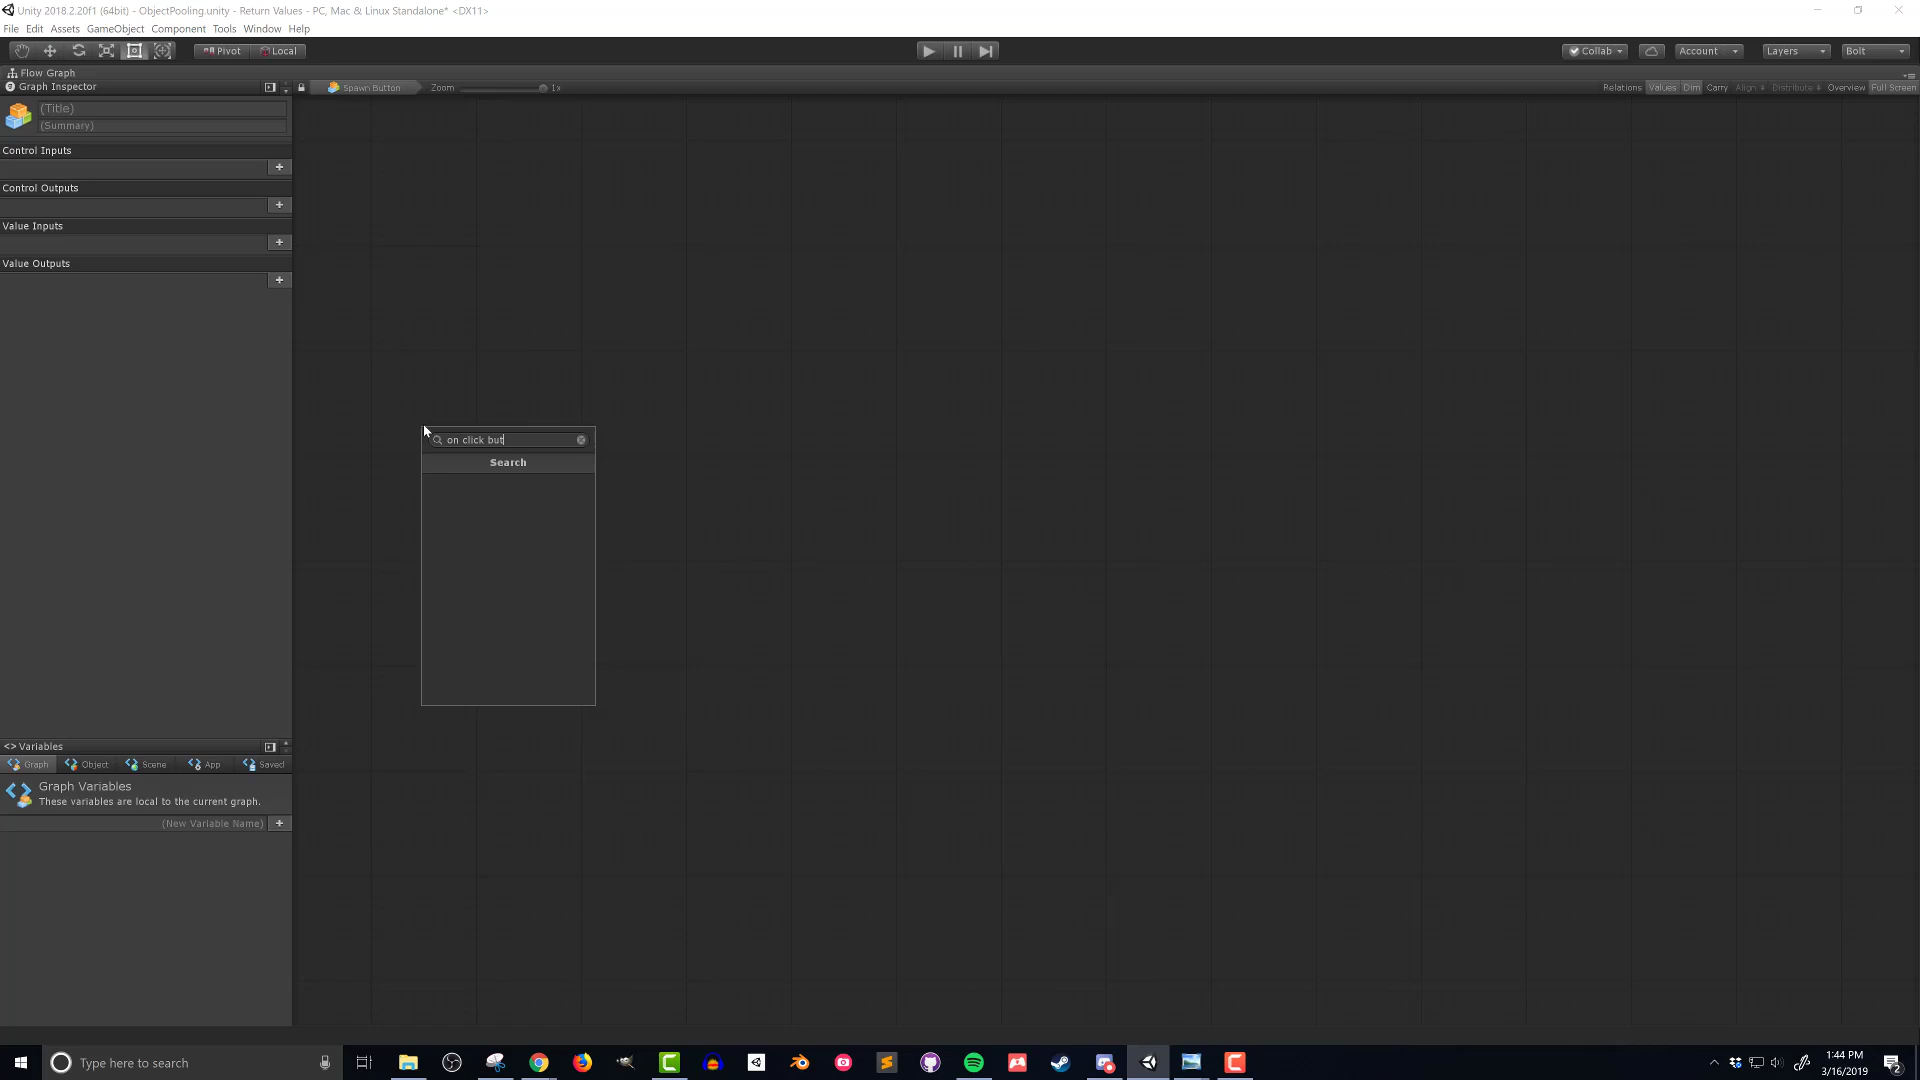 Unity 2018.2.20f1 (64bit) - ObjectPooling.unity - Return Values - PC, Mac & Linux Standalone* <DX11>
File Edit Assets GameObject Component Tools Window Help
Pivot Local Collab Account Layers Bolt
Flow Graph
Graph Inspector Spawn Button Zoom 1x Relations Values Dim Carry Align Distribute Overview Full Screen
(Title)
(Summary)
Control Inputs
Control Outputs
Value Inputs
Value Outputs
on click but
Search
<> Variables
Graph Object Scene App Saved
Graph Variables
These variables are local to the current graph.
(New Variable Name)
Type here to search
1:44 PM
3/16/2019
2